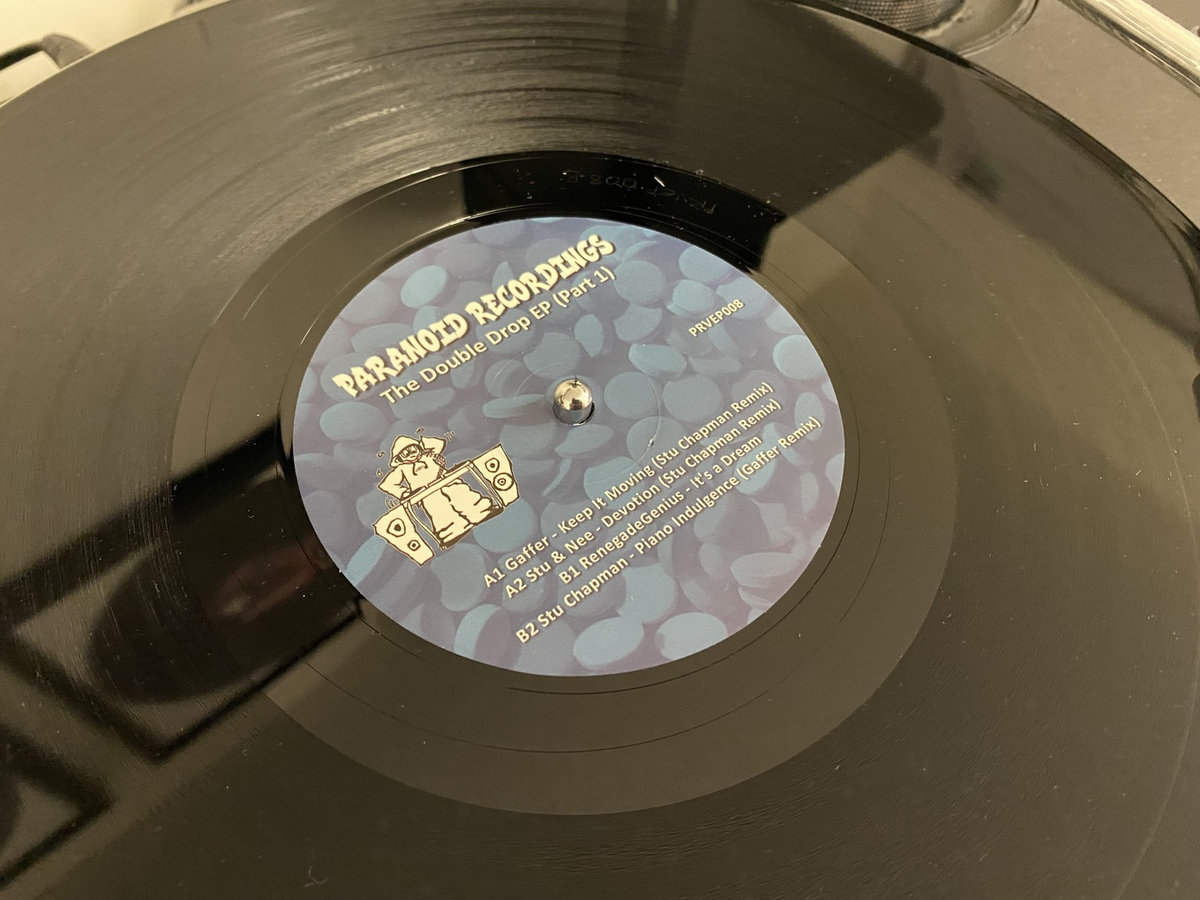 PARANOID RECORDINGS
The Double Drop EP (Part 1)
PRVEP008
A1 Gaffer - Keep It Moving (Stu Chapman Remix)
A2 Stu & Nee - Devotion (Stu Chapman Remix)
B1 RenegadeGenius - It's a Dream
B2 Stu Chapman - Piano Indulgence (Gaffer Remix)